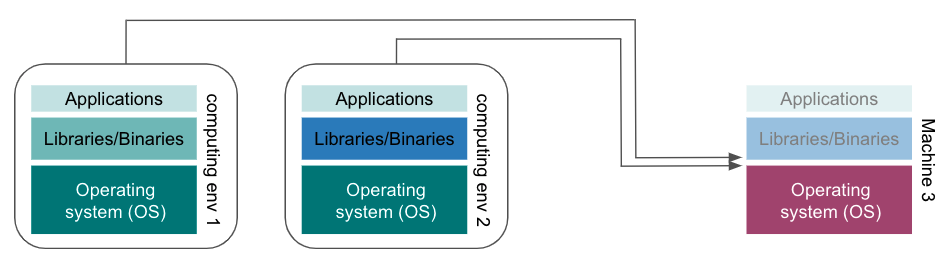 Applications
Libraries/Binaries
Operating
system (OS)
computing env 1
Applications
Libraries/Binaries
Operating
system (OS)
computing env 2
Applications
Libraries/Binaries
Operating
system (OS)
Machine 3